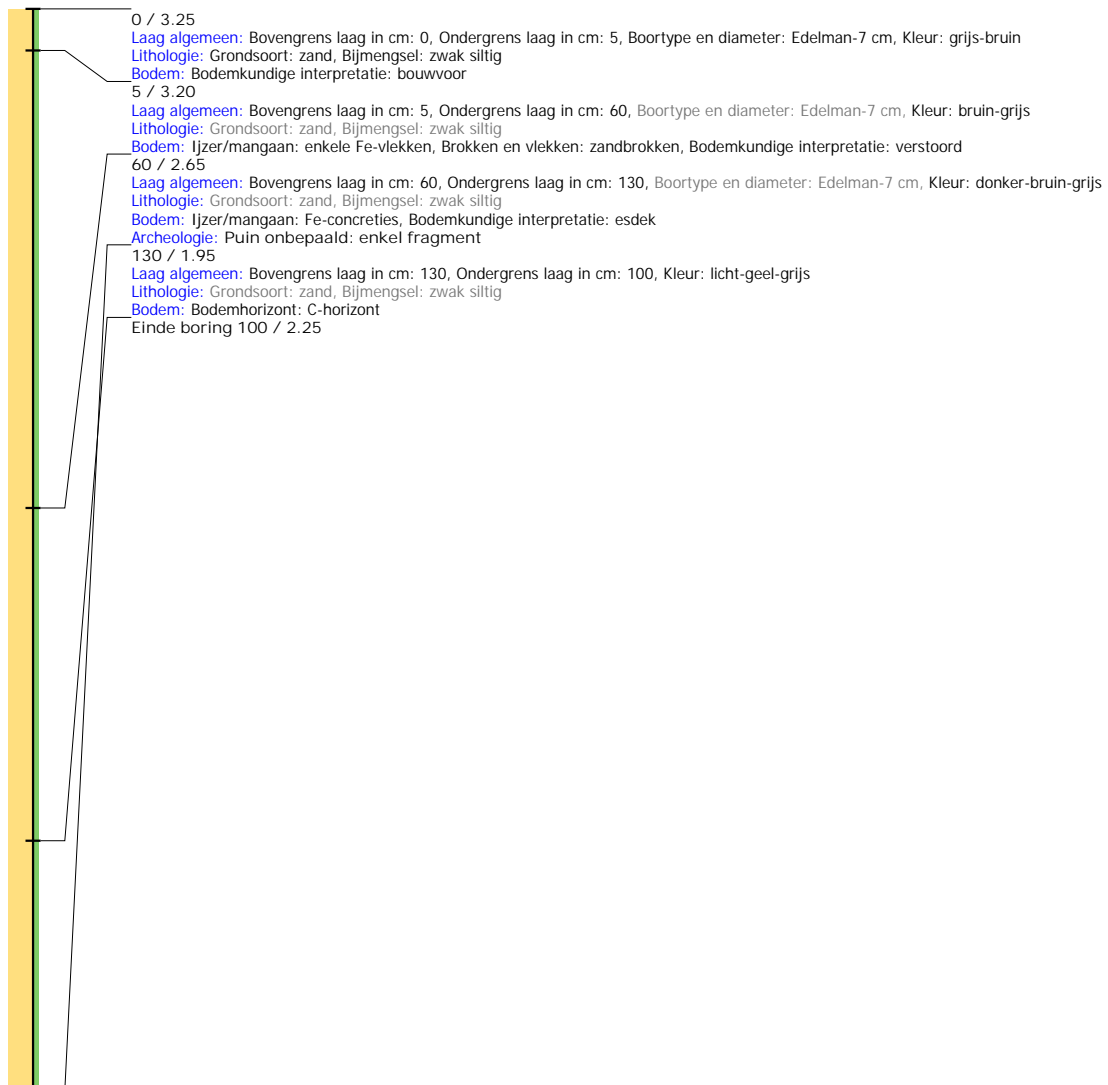 0 / 3.25
Laag algemeen: Bovengrens laag in cm: 0, Ondergrens laag in cm: 5, Boortype en diameter: Edelman-7 cm, Kleur: grijs-bruin
Lithologie: Grondsoort: zand, Bijmengsel: zwak siltig
Bodem: Bodemkundige interpretatie: bouwvoor
5 / 3.20
Laag algemeen: Bovengrens laag in cm: 5, Ondergrens laag in cm: 60, Boortype en diameter: Edelman-7 cm, Kleur: bruin-grijs
Lithologie: Grondsoort: zand, Bijmengsel: zwak siltig
Bodem: Ijzer/mangaan: enkele Fe-vlekken, Brokken en vlekken: zandbrokken, Bodemkundige interpretatie: verstoord
60 / 2.65
Laag algemeen: Bovengrens laag in cm: 60, Ondergrens laag in cm: 130, Boortype en diameter: Edelman-7 cm, Kleur: donker-bruin-grijs
Lithologie: Grondsoort: zand, Bijmengsel: zwak siltig
Bodem: Ijzer/mangaan: Fe-concreties, Bodemkundige interpretatie: esdek
Archeologie: Puin onbepaald: enkel fragment
130 / 1.95
Laag algemeen: Bovengrens laag in cm: 130, Ondergrens laag in cm: 100, Kleur: licht-geel-grijs
Lithologie: Grondsoort: zand, Bijmengsel: zwak siltig
Bodem: Bodemhorizont: C-horizont
Einde boring 100 / 2.25